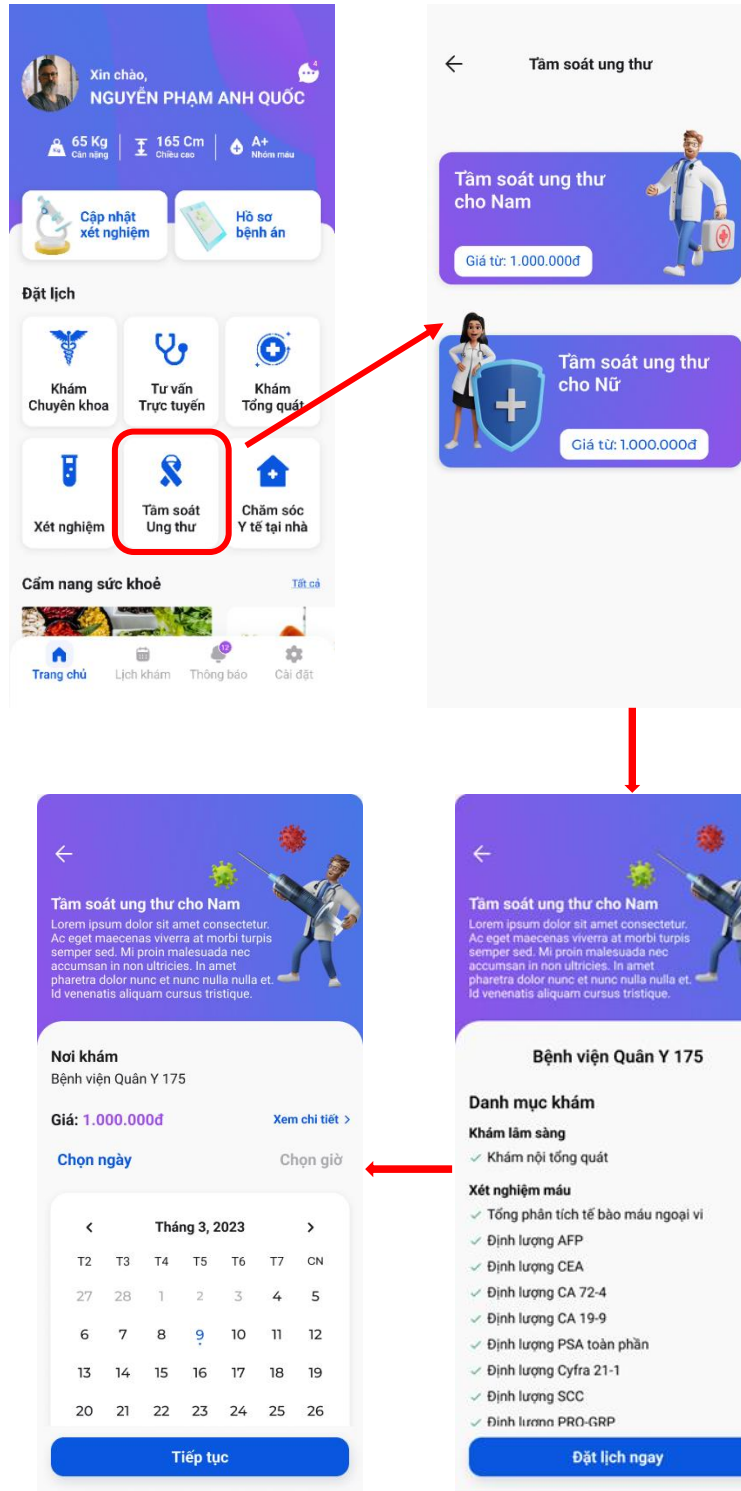 Xin chào,
NGUYỄN PHẠM ANH QUỐC
4
65 Kg
Cân nặng
165 Cm
Chiều cao
A+
Nhóm máu
Cập nhật
xét nghiệm
Hồ sơ
bệnh án
Đặt lịch
Khám
Chuyên khoa
Tư vấn
Trực tuyến
Khám
Tổng quát
Xét nghiệm
Tầm soát
Ung thư
Chăm sóc
Y tế tại nhà
Cẩm nang sức khoẻ
Tất cả
Trang chủ
Lịch khám
12
Thông báo
Cài đặt
Tầm soát ung thư
Tầm soát ung thư
cho Nam
Giá từ: 1.000.000đ
Tầm soát ung thư
cho Nữ
Giá từ: 1.000.000đ
Tầm soát ung thư cho Nam
Lorem ipsum dolor sit amet consectetur.
Ac eget maecenas viverra at morbi turpis
semper sed. Mi proin malesuada nec
accumsan in non ultricies. In amet
pharetra dolor nunc et nunc nulla nulla et.
Id venenatis aliquam cursus tristique.
Nơi khám
Bệnh viện Quân Y 175
Giá: 1.000.000đ
Xem chi tiết >
Chọn ngày
Chọn giờ
< Tháng 3, 2023 >
T2 T3 T4 T5 T6 T7 CN
27 28 1 2 3 4 5
6 7 8 9 10 11 12
13 14 15 16 17 18 19
20 21 22 23 24 25 26
Tiếp tục
Tầm soát ung thư cho Nam
Lorem ipsum dolor sit amet consectetur.
Ac eget maecenas viverra at morbi turpis
semper sed. Mi proin malesuada nec
accumsan in non ultricies. In amet
pharetra dolor nunc et nunc nulla nulla et.
Id venenatis aliquam cursus tristique.
Bệnh viện Quân Y 175
Danh mục khám
Khám lâm sàng
Khám nội tổng quát
Xét nghiệm máu
Tổng phân tích tế bào máu ngoại vi
Định lượng AFP
Định lượng CEA
Định lượng CA 72-4
Định lượng CA 19-9
Định lượng PSA toàn phần
Định lượng Cyfra 21-1
Định lượng SCC
Định lượng PRO-GRP
Đặt lịch ngay